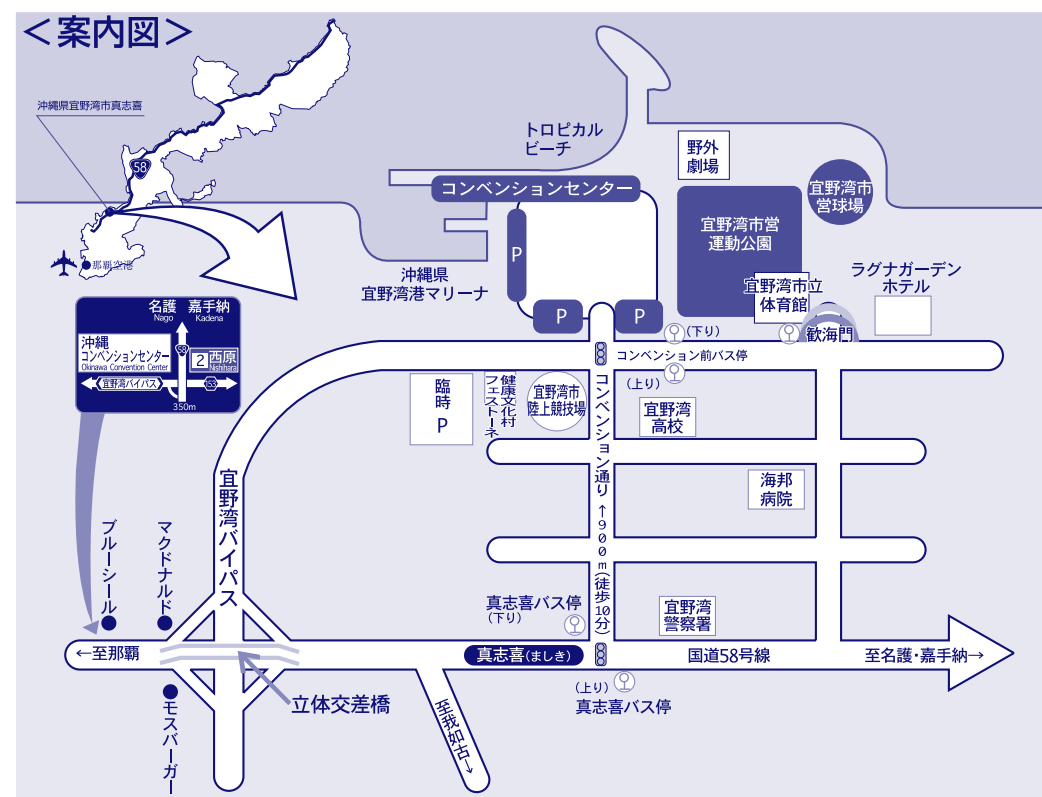 ＜案内図＞
沖縄県宜野湾市真志喜
58
那覇空港
トロピカル
ビーチ
野外
劇場
コンベンションセンター
宜野湾市
営球場
宜野湾市営
運動公園
P
沖縄県
宜野湾港マリーナ
宜野湾市立
体育館
ラグナガーデン
ホテル
P
P
(下り)
歓海門
コンベンション前バス停
(上り)
名護
Nago
嘉手納
Kadena
沖縄
コンベンションセンター
Okinawa Convention Center
58
2
西原
Nishihara
宜野湾バイパス
153
350m
臨時
P
健康文化村
フェストーネ
宜野湾市
陸上競技場
宜野湾
高校
コンベンション通り
↑900m(徒歩10分)
海邦
病院
宜野湾バイパス
ブルーシール
マクドナルド
真志喜バス停
(下り)
宜野湾
警察署
←至那覇
真志喜(ましき)
国道58号線
至名護・嘉手納→
(上り)
真志喜バス停
立体交差橋
モスバーガー
至我如古→